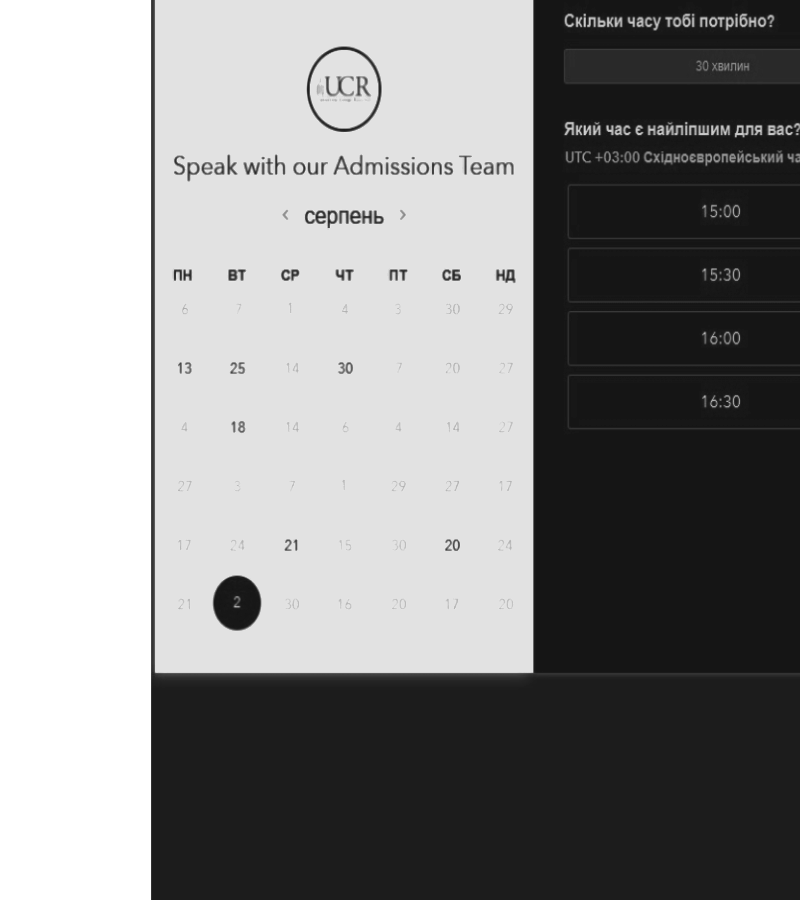 UCR
Speak with our Admissions Team
‹ серпень ›
ПН ВТ СР ЧТ ПТ СБ НД
6 7 1 4 3 30 29
13 25 14 30 7 20 27
4 18 14 6 4 14 27
27 3 7 1 29 27 17
17 24 21 15 30 20 24
21 2 30 16 20 17 20
Скільки часу тобі потрібно?
30 хвилин
Який час є найліпшим для вас?
UTC +03:00 Східноєвропейський ча
15:00
15:30
16:00
16:30